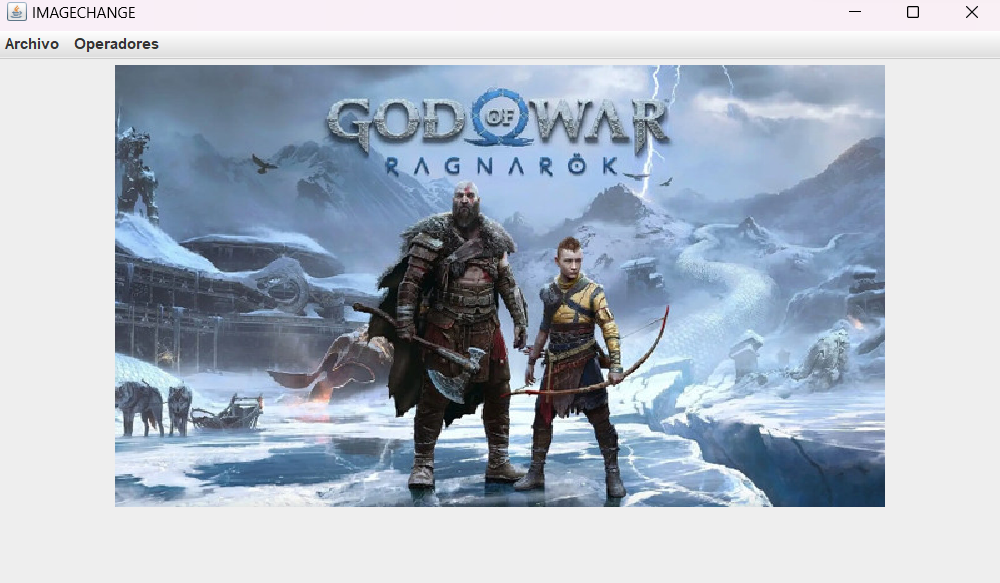 IMAGECHANGE
Archivo Operadores
GOD OF WAR
RAGNARÖK